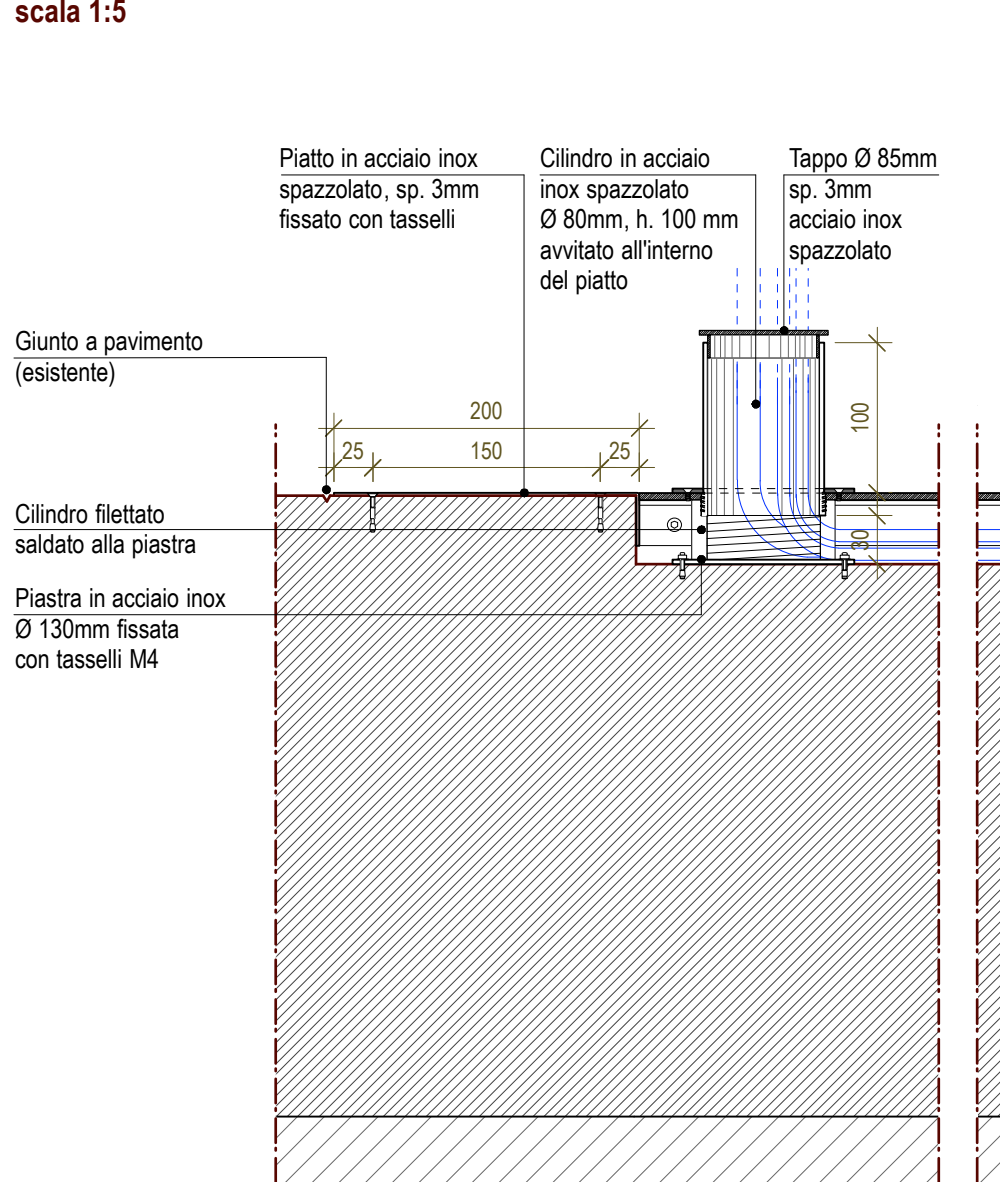 scala 1:5
Piatto in acciaio inox
spazzolato, sp. 3mm
fissato con tasselli
Cilindro in acciaio
inox spazzolato
Ø 80mm, h. 100 mm
avvitato all'interno
del piatto
Tappo Ø 85mm
sp. 3mm
acciaio inox
spazzolato
Giunto a pavimento
(esistente)
200
25
150
25
100
30
Cilindro filettato
saldato alla piastra
Piastra in acciaio inox
Ø 130mm fissata
con tasselli M4